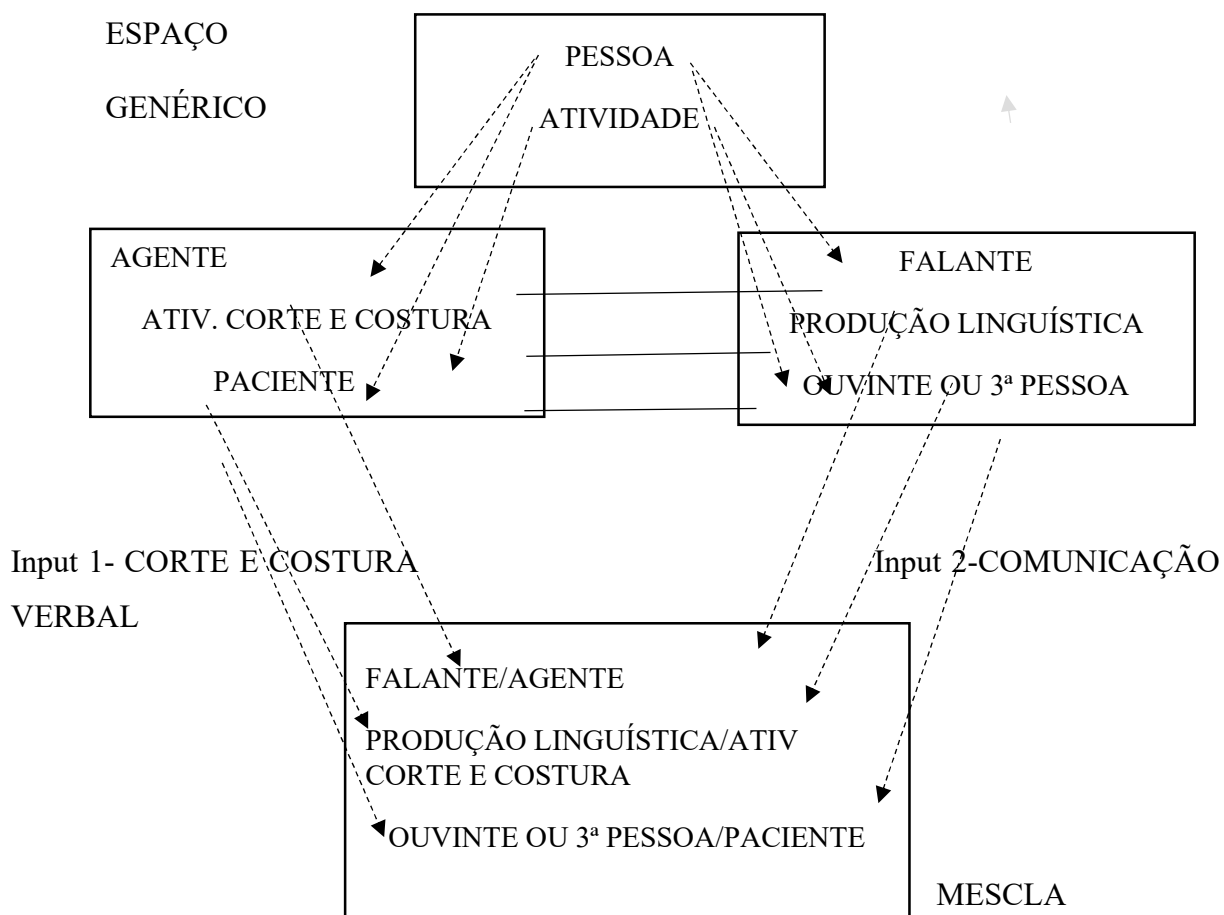 ESPAÇO
GENÉRICO
PESSOA
ATIVIDADE
AGENTE
ATIV. CORTE E COSTURA
PACIENTE
FALANTE
PRODUÇÃO LINGUÍSTICA
OUVINTE OU 3ª PESSOA
Input 1- CORTE E COSTURA
Input 2-COMUNICAÇÃO
VERBAL
FALANTE/AGENTE
PRODUÇÃO LINGUÍSTICA/ATIV
CORTE E COSTURA
OUVINTE OU 3ª PESSOA/PACIENTE
MESCLA